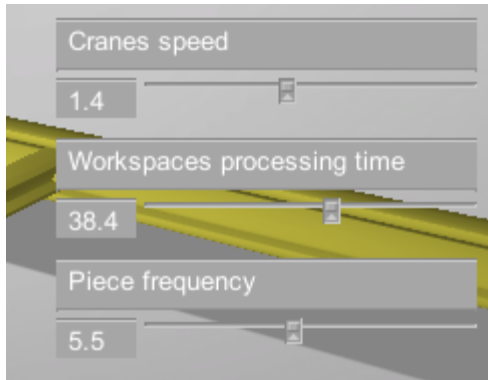 Cranes speed
1.4
Workspaces processing time
38.4
Piece frequency
5.5